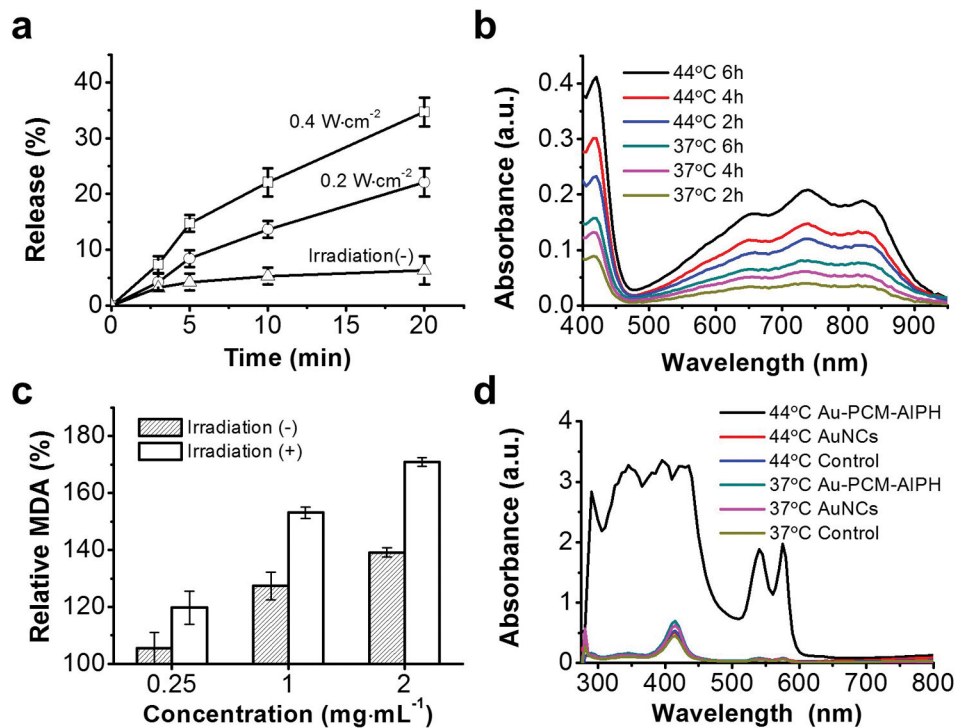 a
Release (%)
40
30
20
10
0
0.4 W·cm-2
0.2 W·cm-2
Irradiation(-)
0
5
10
15
20
Time (min)
b
Absorbance (a.u.)
0.4
0.3
0.2
0.1
0.0
44°C 6h
44°C 4h
44°C 2h
37°C 6h
37°C 4h
37°C 2h
400
500
600
700
800
900
Wavelength (nm)
c
Relative MDA (%)
180
160
140
120
100
Irradiation (-)
Irradiation (+)
0.25
1
2
Concentration (mg·mL-1)
d
Absorbance (a.u.)
4
3
2
1
0
44°C Au-PCM-AIPH
44°C AuNCs
44°C Control
37°C Au-PCM-AIPH
37°C AuNCs
37°C Control
300
400
500
600
700
800
Wavelength (nm)